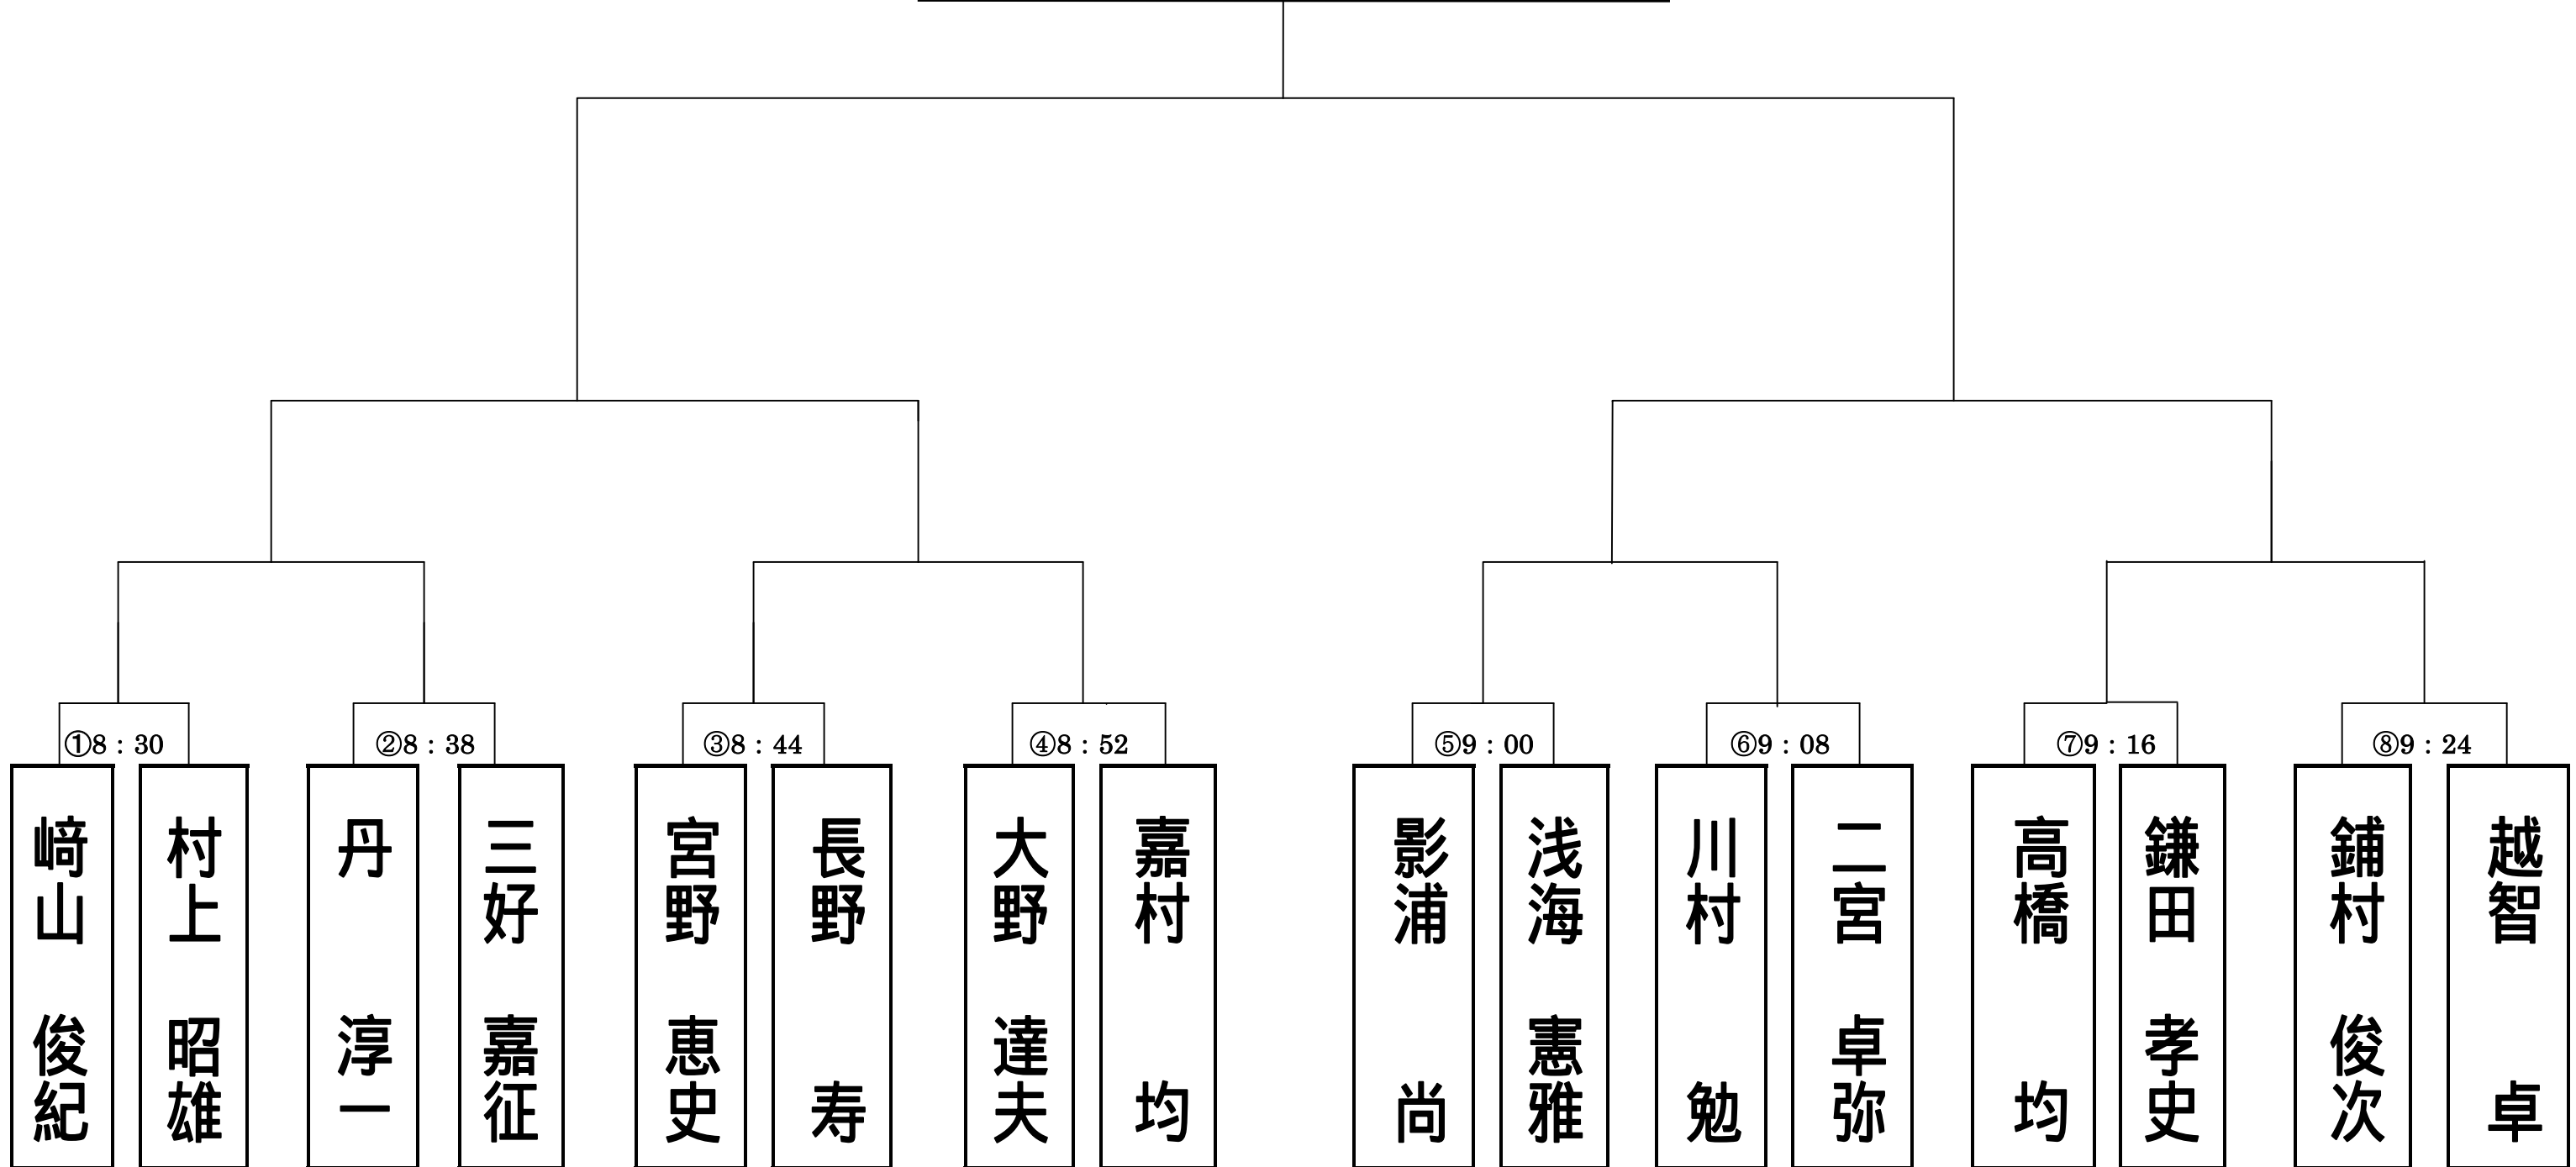 ①8：30
②8：38
③8：44
④8：52
⑤9：00
⑥9：08
⑦9：16
⑧9：24
﨑山 俊紀
村上 昭雄
丹 淳一
三好 嘉征
宮野 恵史
長野 寿
大野 達夫
嘉村 均
影浦 尚
浅海 憲雅
川村 勉
二宮 卓弥
高橋 均
鎌田 孝史
鋪村 俊次
越智 卓